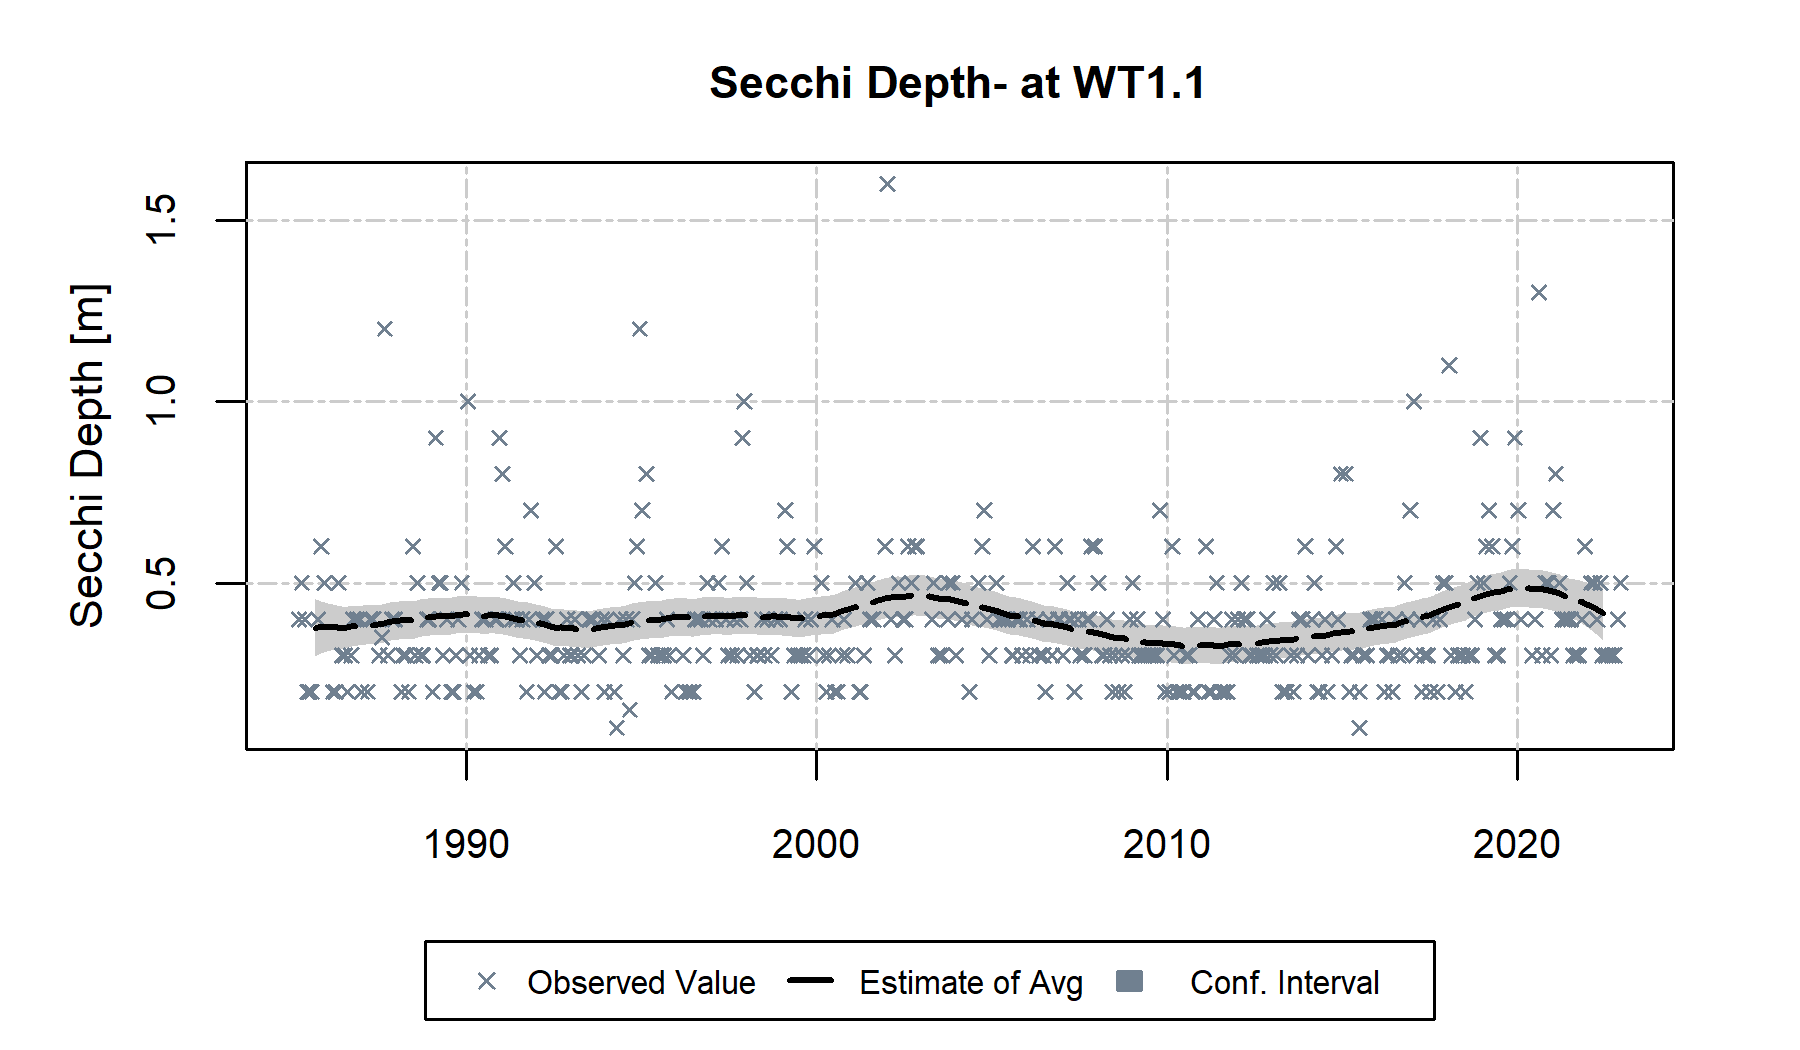 Secchi Depth- at WT1.1
Secchi Depth [m]
1.5
1.0
0.5
1990 2000 2010 2020
Observed Value Estimate of Avg Conf. Interval